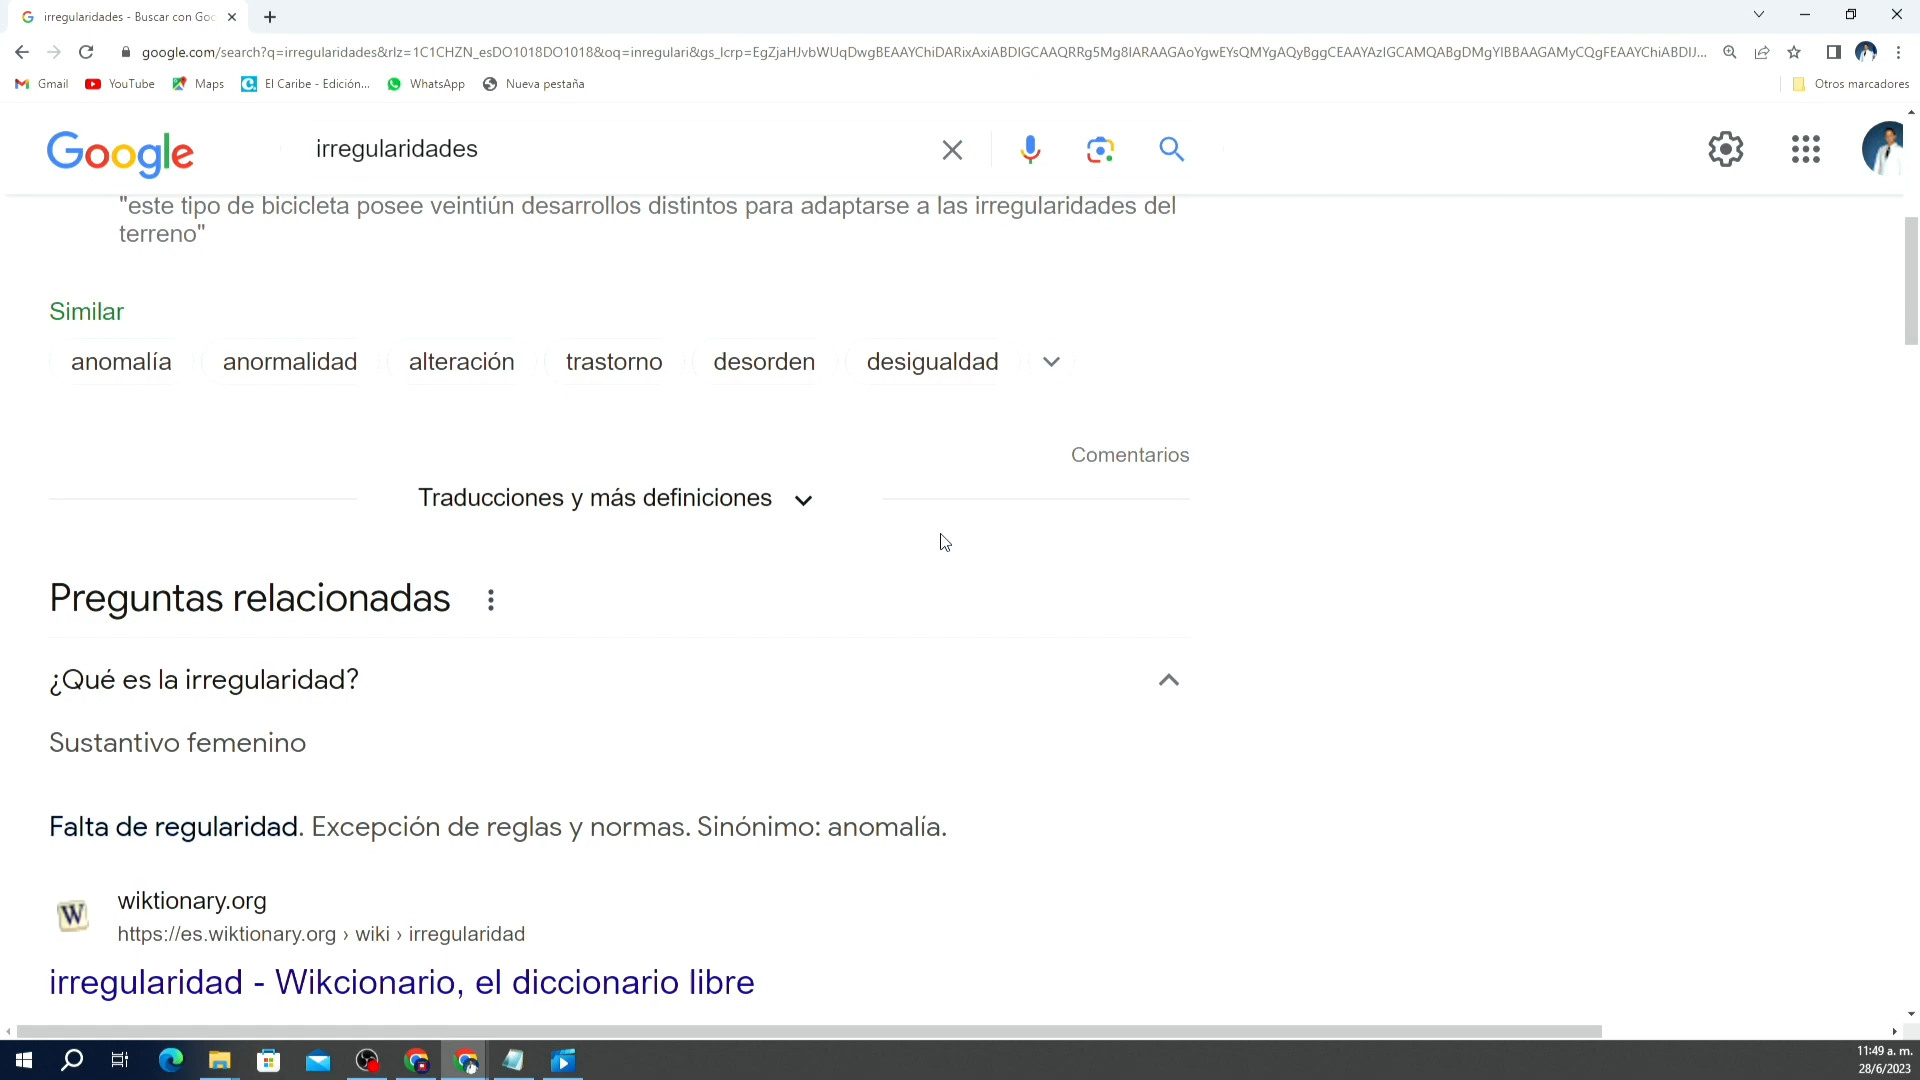 irregularidades - Buscar con Goo
google.com/search?q=irregularidades&rlz=1C1CHZN_esDO1018DO1018&oq=inregulari&gs_lcrp=EgZjaHJvbWUqDwgBEAAYChiDARixAxiABDIGCAAQRRg5Mg8IARAAGAoYgwEYsQMYgAQyBggCEAAYAzIGCAMQABgDMgYIBBAAGAMyCQgFEAAYChiABDIJ...
Gmail YouTube Maps El Caribe - Edición... WhatsApp Nueva pestaña Otros marcadores
Google irregularidades
"este tipo de bicicleta posee veintiún desarrollos distintos para adaptarse a las irregularidades del
terreno"
Similar
anomalía anormalidad alteración trastorno desorden desigualdad
Comentarios
Traducciones y más definiciones
Preguntas relacionadas
¿Qué es la irregularidad?
Sustantivo femenino
Falta de regularidad. Excepción de reglas y normas. Sinónimo: anomalía.
W
wiktionary.org
https://es.wiktionary.org › wiki › irregularidad
irregularidad - Wikcionario, el diccionario libre
11:49 a. m.
28/6/2023